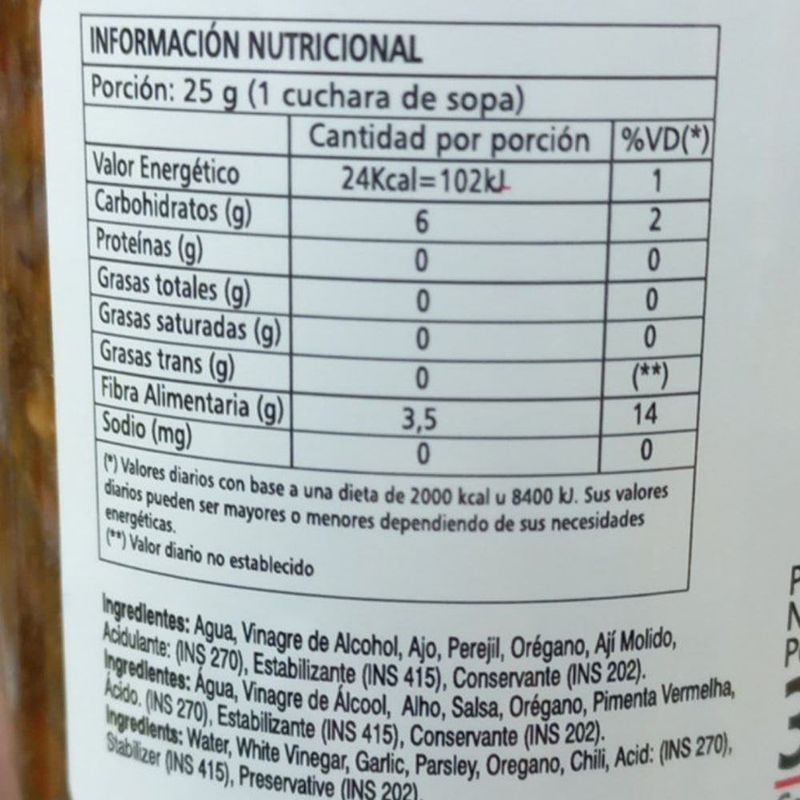 INFORMACIÓN NUTRICIONAL
Porción: 25 g (1 cuchara de sopa)
Cantidad por porción %VD(*)
Valor Energético 24Kcal=102kJ 1
Carbohidratos (g) 6 2
Proteínas (g) 0 0
Grasas totales (g) 0 0
Grasas saturadas (g) 0 0
Grasas trans (g) 0 (**)
Fibra Alimentaria (g) 3,5 14
Sodio (mg) 0 0
(*) Valores diarios con base a una dieta de 2000 kcal u 8400 kJ. Sus valores
diarios pueden ser mayores o menores dependiendo de sus necesidades
energéticas.
(**) Valor diario no establecido
Ingredientes: Agua, Vinagre de Alcohol, Ajo, Perejil, Orégano, Ají Molido,
Acidulante: (INS 270), Estabilizante (INS 415), Conservante (INS 202).
Ingredientes: Água, Vinagre de Álcool, Alho, Salsa, Orégano, Pimenta Vermelha,
Ácido. (INS 270), Estabilizante (INS 415), Conservante (INS 202).
Ingredients: Water, White Vinegar, Garlic, Parsley, Oregano, Chili, Acid: (INS 270),
Stabilizer (INS 415), Preservative (INS 202).